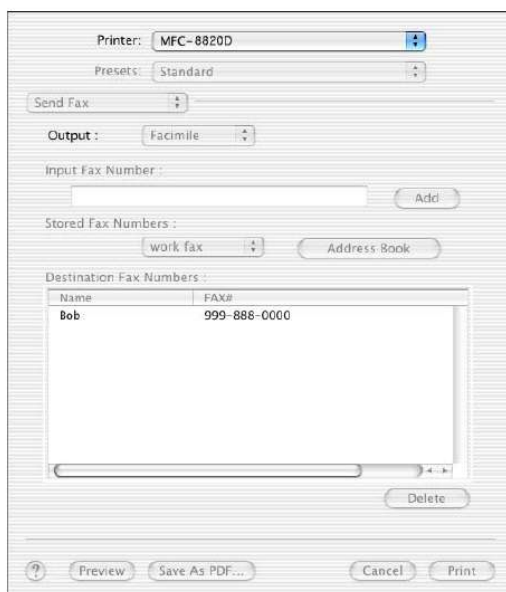 Printer: MFC-8820D
Presets: Standard
Send Fax
Output : Facimile
Input Fax Number :
Add
Stored Fax Numbers :
work fax Address Book
Destination Fax Numbers :
Name FAX#
Bob 999-888-0000
Delete
? Preview Save As PDF... Cancel Print